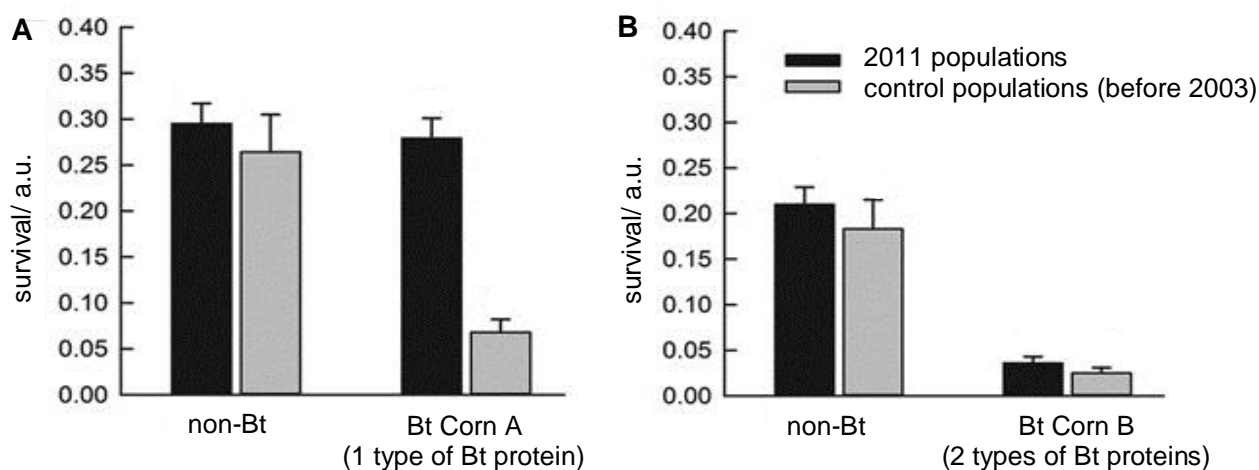 A
survival/ a.u.
0.40
0.35
0.30
0.25
0.20
0.15
0.10
0.05
0.00
non-Bt
Bt Corn A
(1 type of Bt protein)
B
2011 populations
control populations (before 2003)
survival/ a.u.
0.40
0.35
0.30
0.25
0.20
0.15
0.10
0.05
0.00
non-Bt
Bt Corn B
(2 types of Bt proteins)